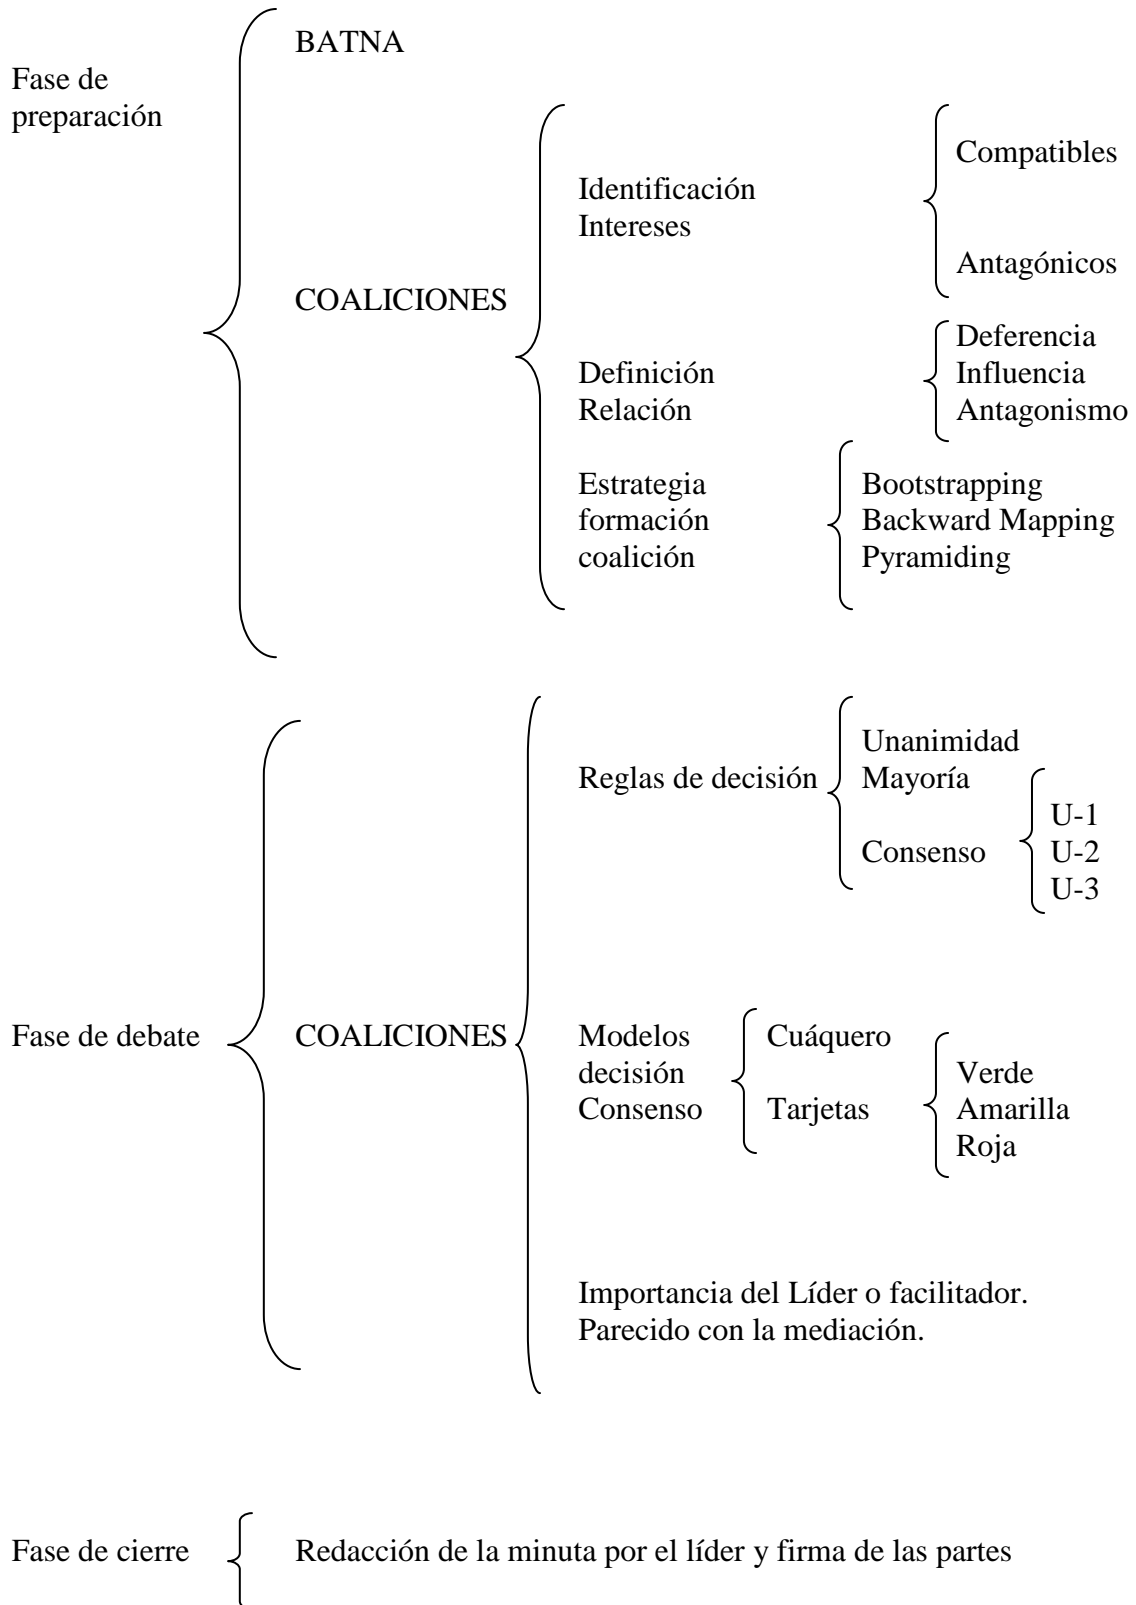 BATNA
Fase de
preparación
Compatibles
Identificación
Intereses
Antagónicos
COALICIONES
Deferencia
Definición
Influencia
Relación
Antagonismo
Estrategia
Bootstrapping
formación
Backward Mapping
coalición
Pyramiding
Unanimidad
Reglas de decisión
Mayoría
U-1
Consenso
U-2
U-3
Fase de debate
COALICIONES
Modelos
Cuáquero
decisión
Verde
Consenso
Tarjetas
Amarilla
Roja
Importancia del Líder o facilitador.
Parecido con la mediación.
Fase de cierre
Redacción de la minuta por el líder y firma de las partes